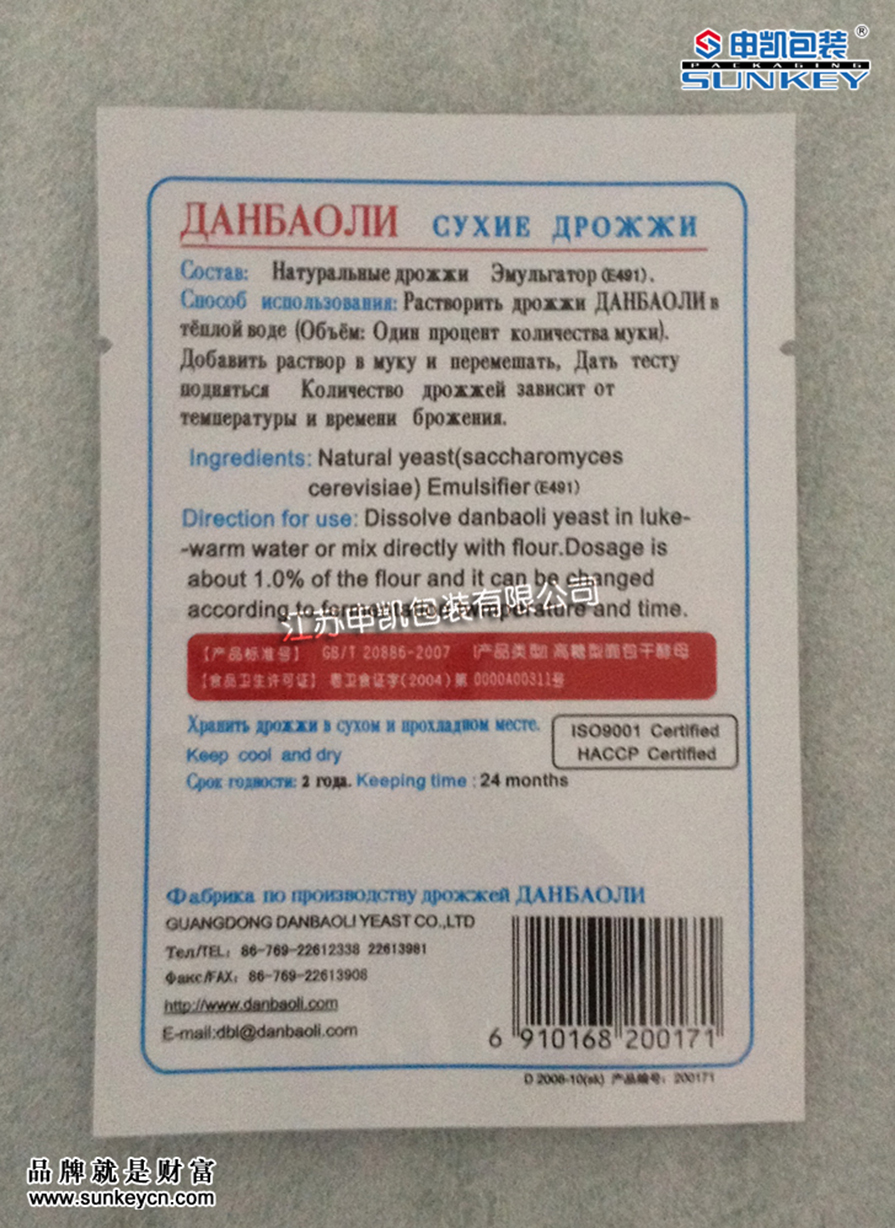 申凯包装®
PACKAGING
SUNKEY
ДАНБАОЛИ СУХИЕ ДРОЖЖИ
Состав: Натуральные дрожжи Эмульгатор (E491).
Способ использования: Растворить дрожжи ДАНБАОЛИ в
тёплой воде (Объём: Один процент количества муки).
Добавить раствор в муку и перемешать, Дать тесту
подняться Количество дрожжей зависит от
температуры и времени брожения.
Ingredients: Natural yeast(saccharomyces
cerevisiae) Emulsifier (E491)
Direction for use: Dissolve danbaoli yeast in luke-
-warm water or mix directly with flour.Dosage is
about 1.0% of the flour and it can be changed
according to fermentation temperature and time.
江苏申凯包装有限公司
【产品标准号】 GB/T 20886-2007 【产品类型】高糖型面包干酵母
【食品卫生许可证】 粤卫食证字(2004)第 0000A00311号
Хранить дрожжи в сухом и прохладном месте.
Keep cool and dry
ISO9001 Certified
HACCP Certified
Срок годности: 2 года. Keeping time : 24 months
Фабрика по производству дрожжей ДАНБАОЛИ
GUANGDONG DANBAOLI YEAST CO.,LTD
Тел/TEL: 86-769-22612338 22613981
Факс/FAX: 86-769-22613908
http://www.danbaoli.com
E-mail:dbl@danbaoli.com
6 910168 200171
D 2008-10(sk) 产品编号: 200171
品牌就是财富
www.sunkeycn.com